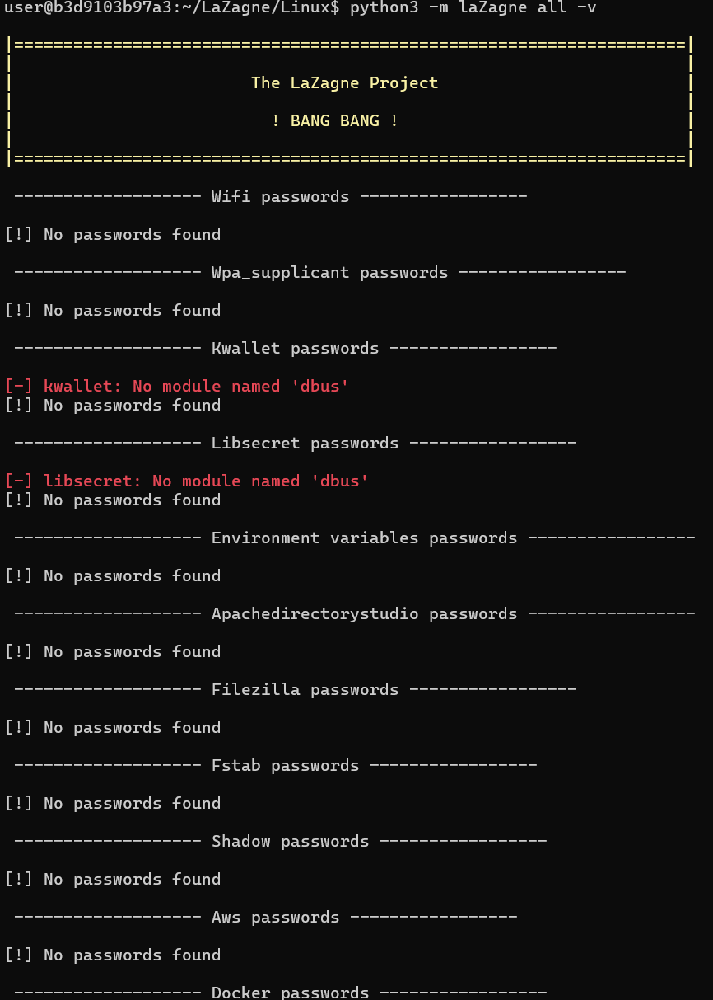 user@b3d9103b97a3:~/LaZagne/Linux$ python3 -m laZagne all -v
|====================================================================|
|                                                                    |
|                        The LaZagne Project                         |
|                                                                    |
|                          ! BANG BANG !                             |
|                                                                    |
|====================================================================|
------------------- Wifi passwords -----------------
[!] No passwords found
------------------- Wpa_supplicant passwords -----------------
[!] No passwords found
------------------- Kwallet passwords -----------------
[-] kwallet: No module named 'dbus'
[!] No passwords found
------------------- Libsecret passwords -----------------
[-] libsecret: No module named 'dbus'
[!] No passwords found
------------------- Environment variables passwords -----------------
[!] No passwords found
------------------- Apachedirectorystudio passwords -----------------
[!] No passwords found
------------------- Filezilla passwords -----------------
[!] No passwords found
------------------- Fstab passwords -----------------
[!] No passwords found
------------------- Shadow passwords -----------------
[!] No passwords found
------------------- Aws passwords -----------------
[!] No passwords found
------------------- Docker passwords -----------------